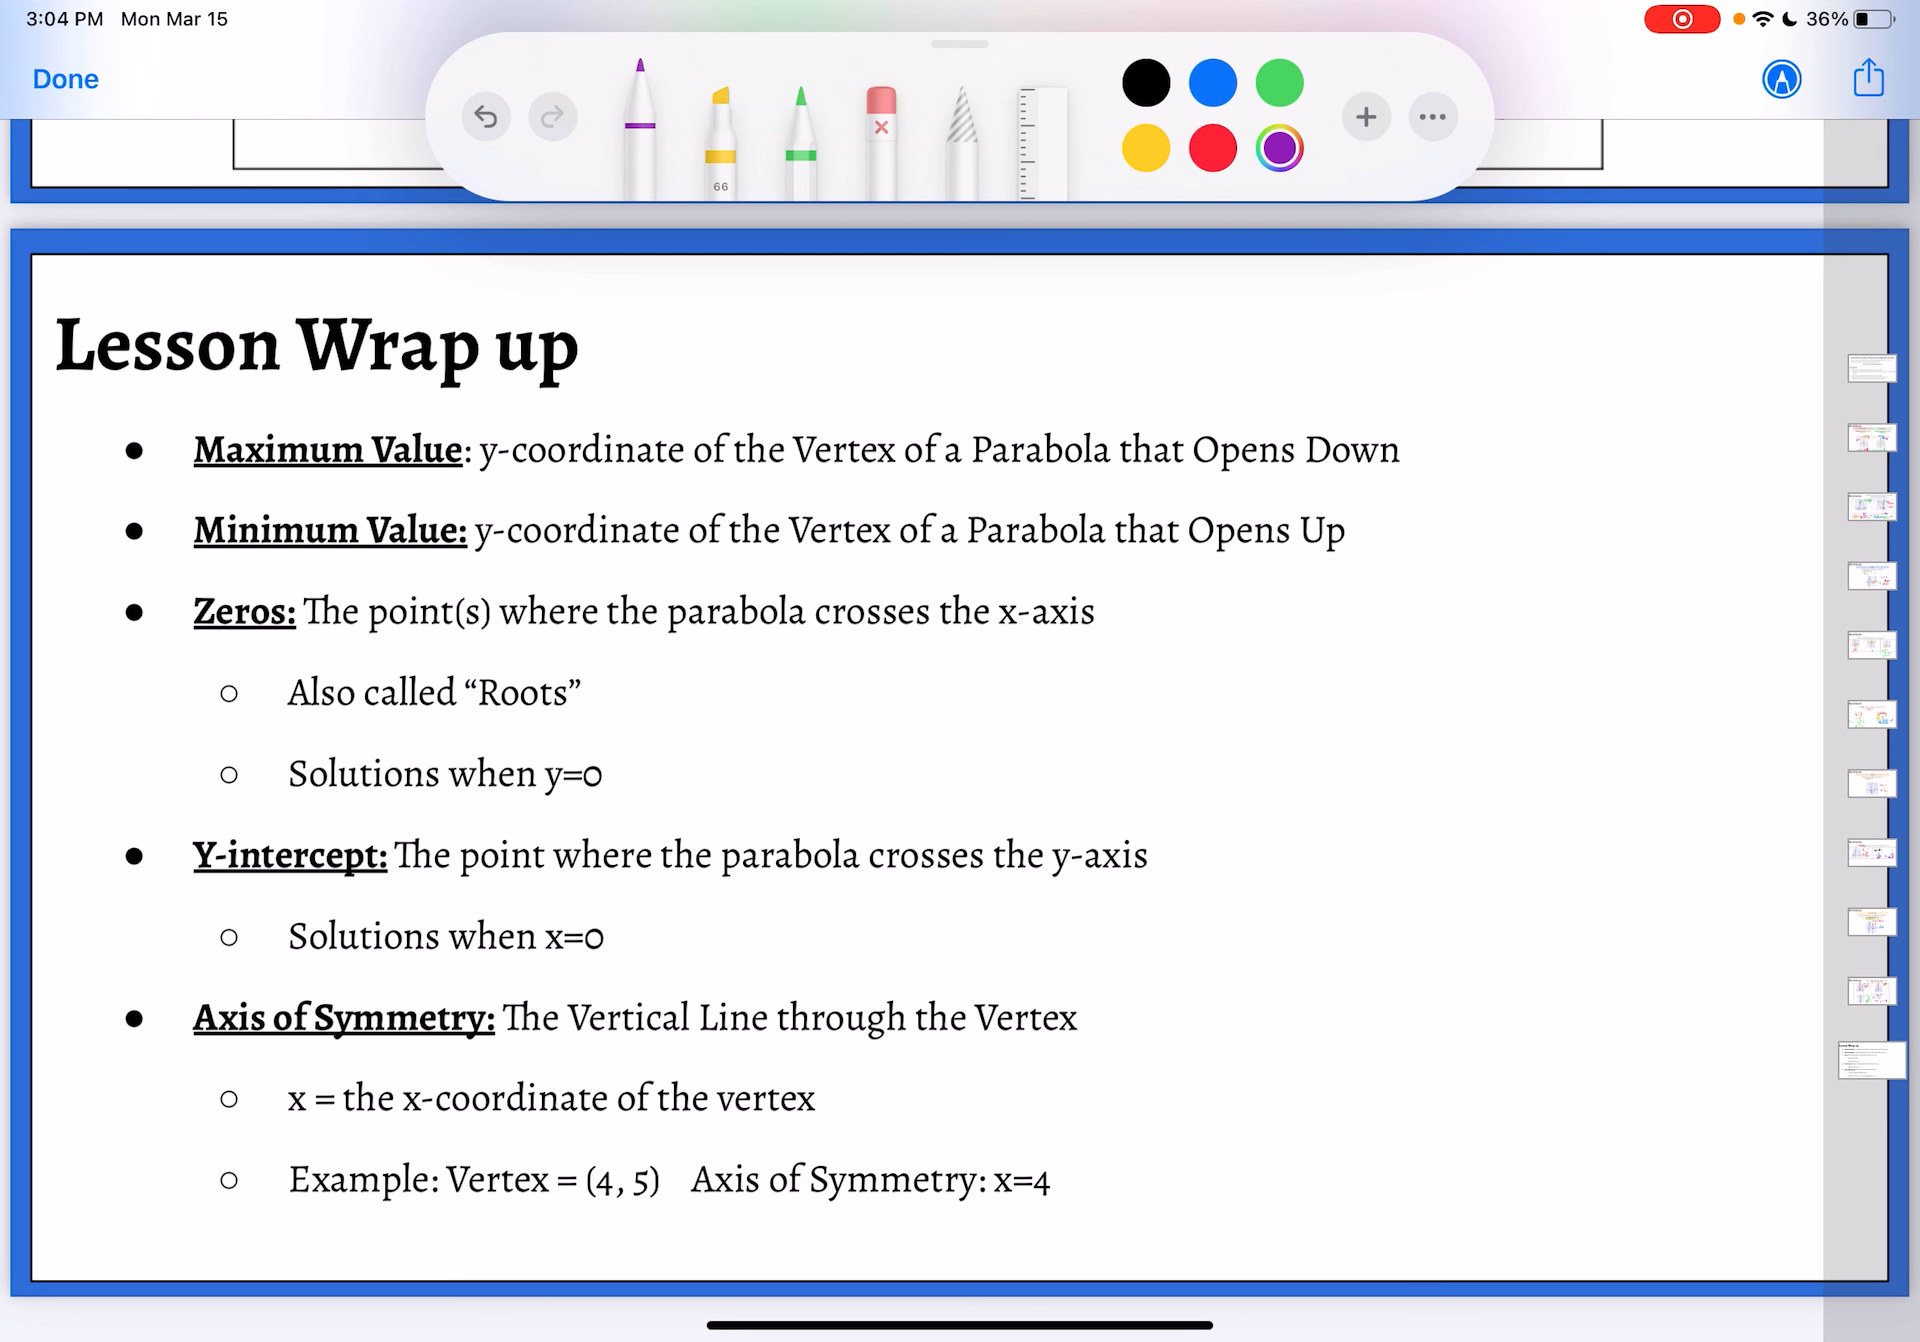 3:04 PM Mon Mar 15
36%
Done
66
Lesson Wrap up
● Maximum Value: y-coordinate of the Vertex of a Parabola that Opens Down
● Minimum Value: y-coordinate of the Vertex of a Parabola that Opens Up
● Zeros: The point(s) where the parabola crosses the x-axis
○ Also called “Roots”
○ Solutions when y=0
● Y-intercept: The point where the parabola crosses the y-axis
○ Solutions when x=0
● Axis of Symmetry: The Vertical Line through the Vertex
○ x = the x-coordinate of the vertex
○ Example: Vertex = (4, 5) Axis of Symmetry: x=4